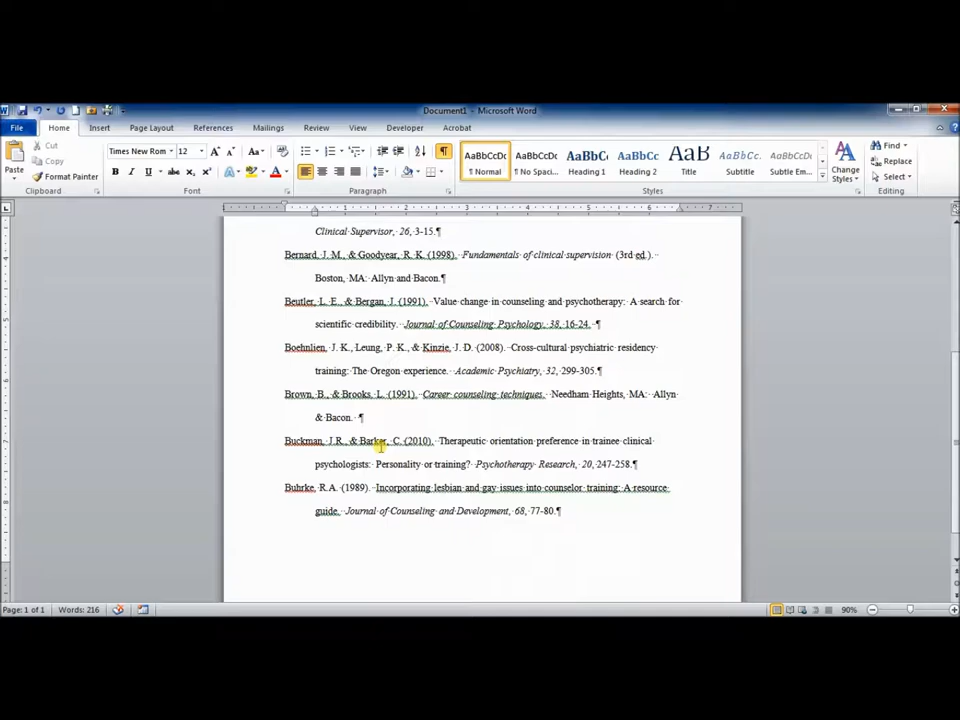 Document1 - Microsoft Word
File Home Insert Page Layout References Mailings Review View Developer Acrobat
Paste Cut Copy Format Painter Clipboard
Times New Rom 12 Font
Paragraph
AaBbCcDc AaBbCcDc AaBbCc AaBbCc AaBb AaBbCc. AaBbCcDc
¶ Normal ¶ No Spaci... Heading 1 Heading 2 Title Subtitle Subtle Em...
Change Styles Styles
Find Replace Select Editing
Clinical Supervisor, 26, 3-15.¶
Bernard, J. M., & Goodyear, R. K. (1998). Fundamentals of clinical supervision (3rd ed.).
Boston, MA: Allyn and Bacon.¶
Beutler, L. E., & Bergan, J. (1991). Value change in counseling and psychotherapy: A search for
scientific credibility. Journal of Counseling Psychology, 38, 16-24. ¶
Boehnlien, J. K., Leung, P. K., & Kinzie, J. D. (2008). Cross-cultural psychiatric residency
training: The Oregon experience. Academic Psychiatry, 32, 299-305.¶
Brown, B., & Brooks, L. (1991). Career counseling techniques. Needham Heights, MA: Allyn
& Bacon. ¶
Buckman, J.R., & Barker, C. (2010). Therapeutic orientation preference in trainee clinical
psychologists: Personality or training? Psychotherapy Research, 20, 247-258.¶
Buhrke, R.A. (1989). Incorporating lesbian and gay issues into counselor training: A resource
guide. Journal of Counseling and Development, 68, 77-80.¶
Page: 1 of 1 Words: 216 90%